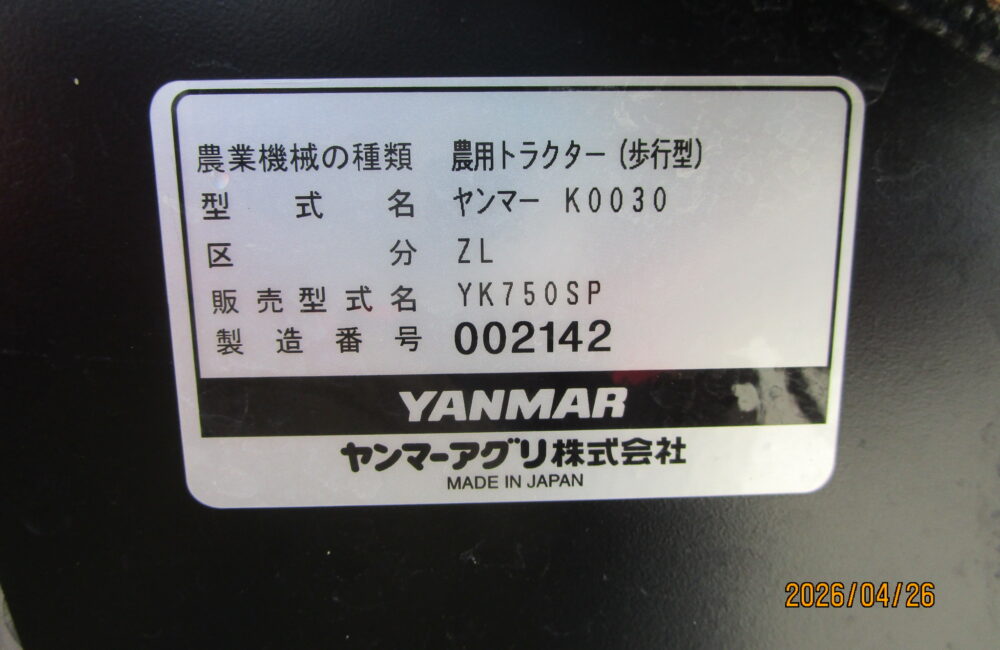 農業機械の種類 農用トラクター(歩行型)
型式名 ヤンマー K0030
区分 ZL
販売型式名 YK750SP
製造番号 002142
YANMAR
ヤンマーアグリ株式会社
MADE IN JAPAN
2026/04/26